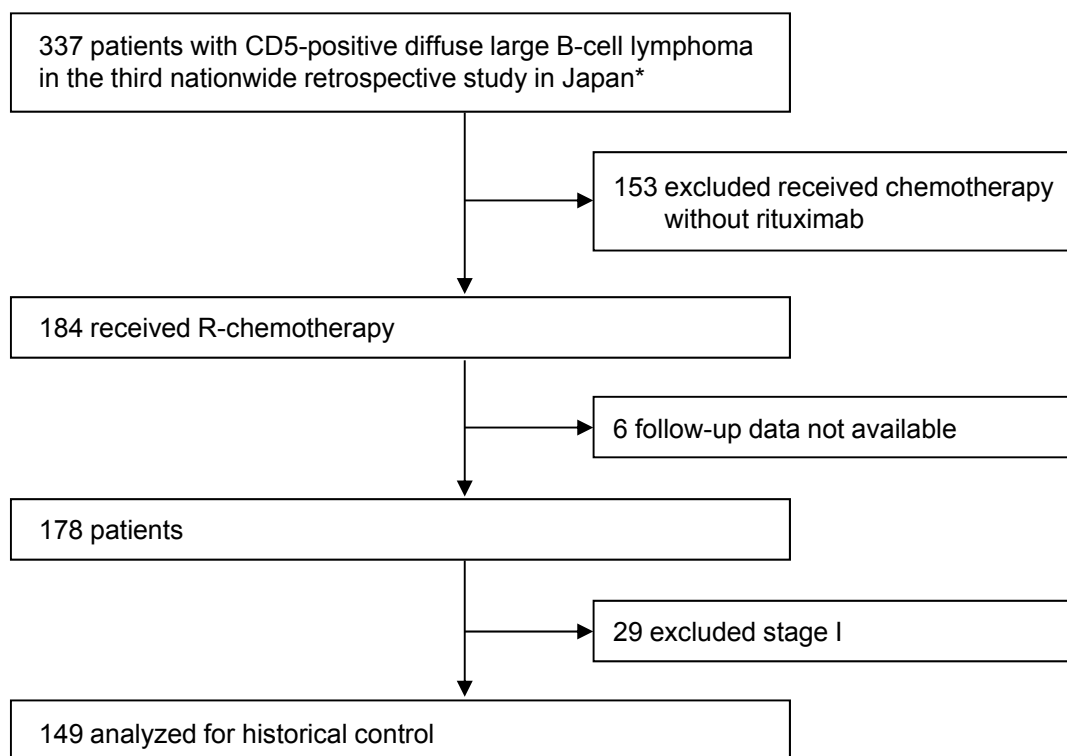 337 patients with CD5-positive diffuse large B-cell lymphoma
in the third nationwide retrospective study in Japan*
153 excluded received chemotherapy
without rituximab
184 received R-chemotherapy
6 follow-up data not available
178 patients
29 excluded stage I
149 analyzed for historical control